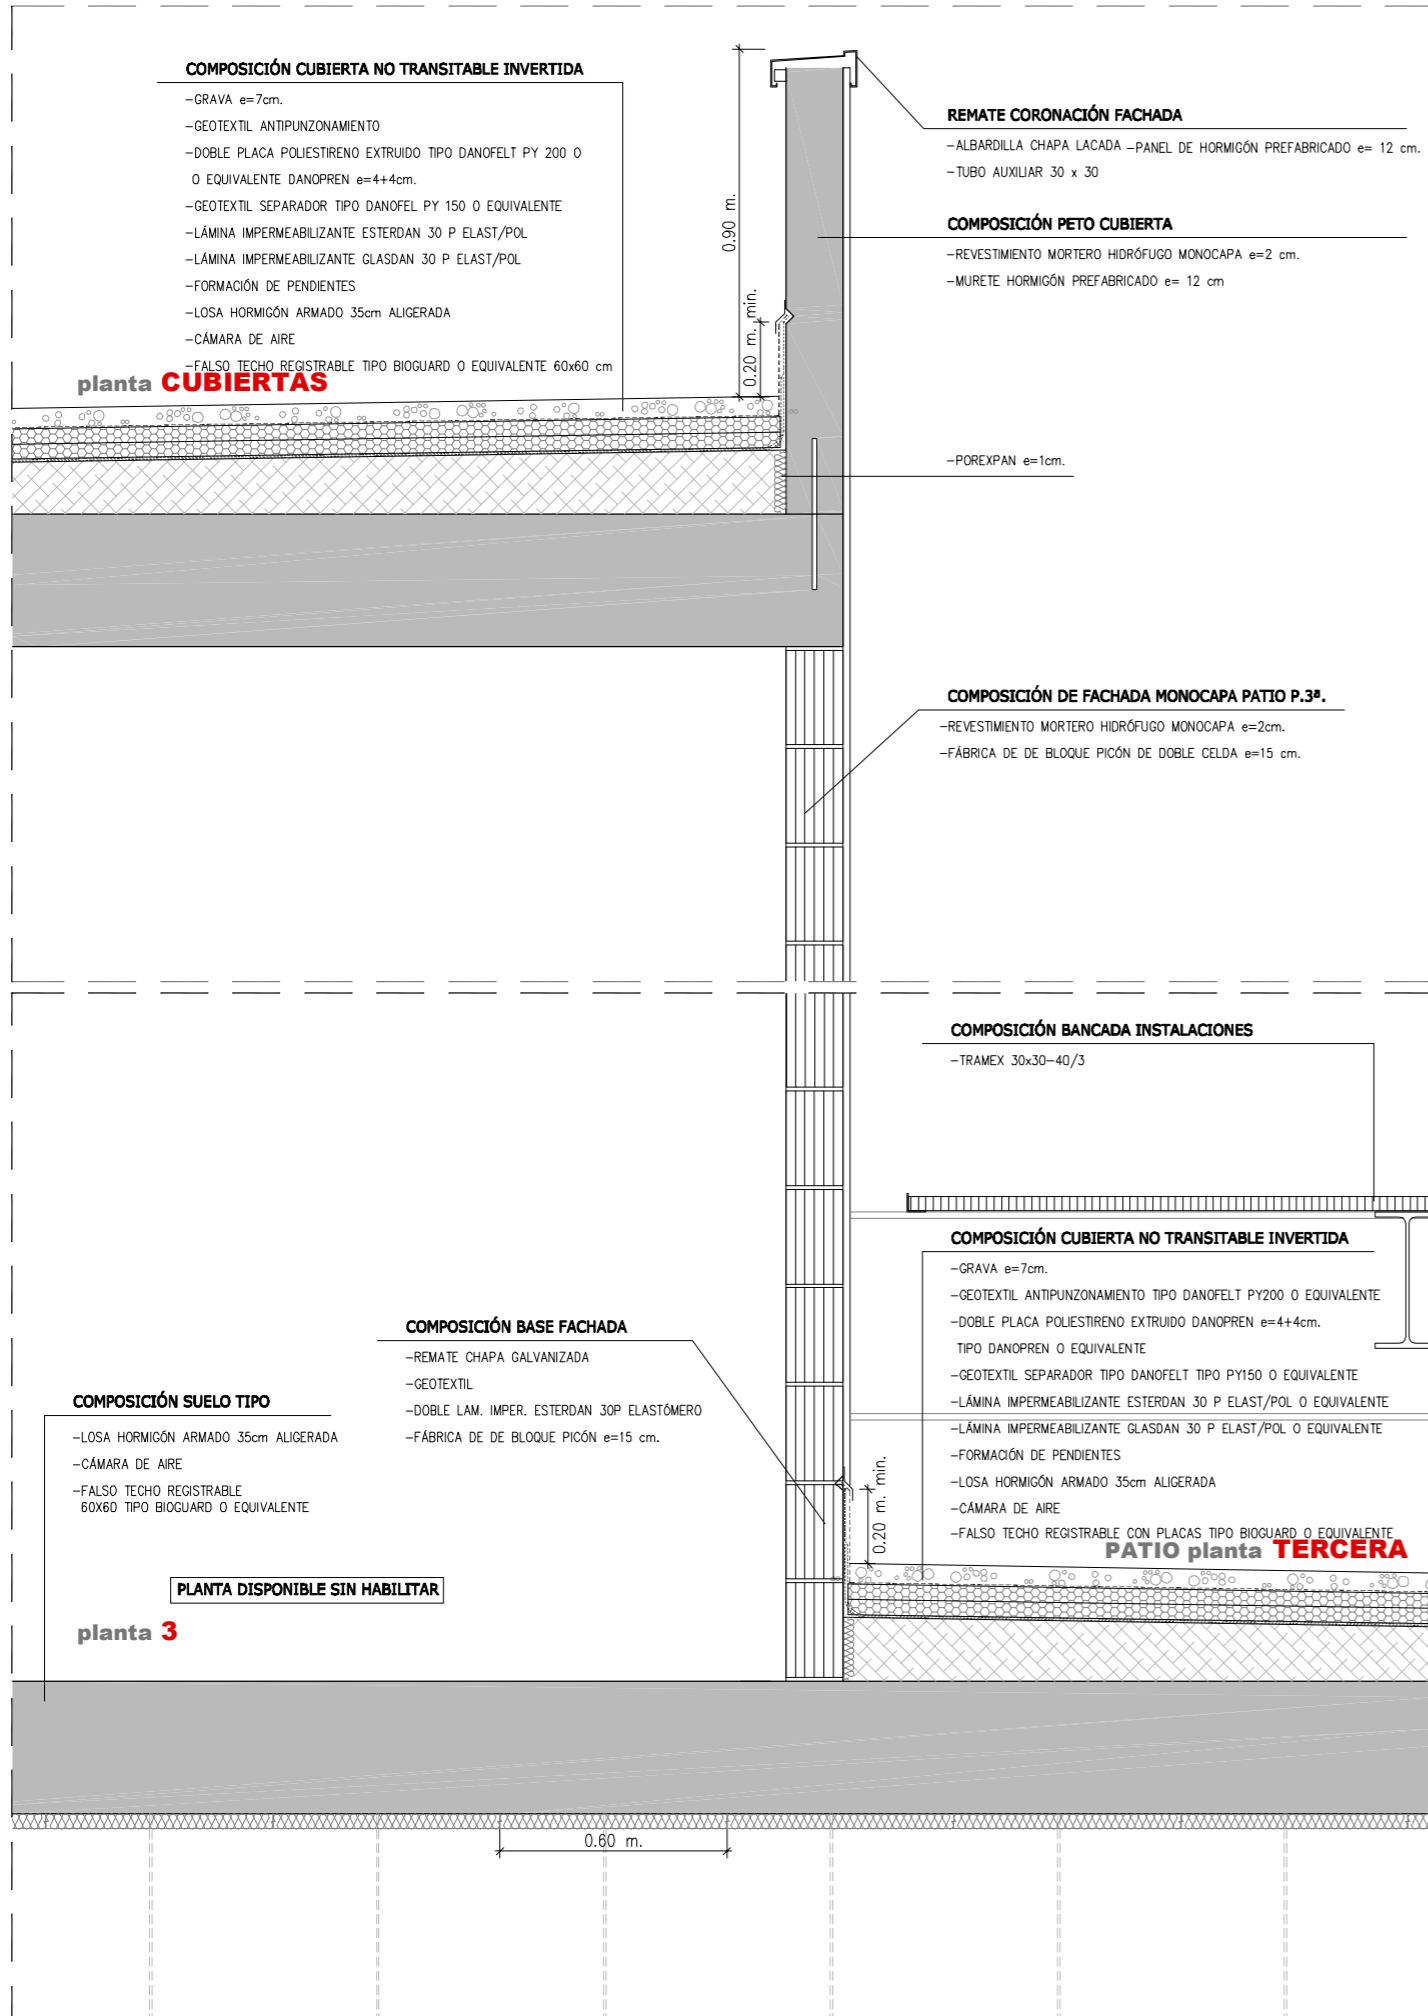 COMPOSICIÓN CUBIERTA NO TRANSITABLE INVERTIDA
-GRAVA e=7cm.
-GEOTEXTIL ANTIPUNZONAMIENTO
-DOBLE PLACA POLIESTIRENO EXTRUIDO TIPO DANOFELT PY 200 O
O EQUIVALENTE DANOPREN e=4+4cm.
-GEOTEXTIL SEPARADOR TIPO DANOFEL PY 150 O EQUIVALENTE
-LÁMINA IMPERMEABILIZANTE ESTERDAN 30 P ELAST/POL
-LÁMINA IMPERMEABILIZANTE GLASDAN 30 P ELAST/POL
-FORMACIÓN DE PENDIENTES
-LOSA HORMIGÓN ARMADO 35cm ALIGERADA
-CÁMARA DE AIRE
-FALSO TECHO REGISTRABLE TIPO BIOGUARD O EQUIVALENTE 60x60 cm
planta CUBIERTAS
0.90 m.
0.20 m. min.
REMATE CORONACIÓN FACHADA
-ALBARDILLA CHAPA LACADA -PANEL DE HORMIGÓN PREFABRICADO e= 12 cm.
-TUBO AUXILIAR 30 x 30
COMPOSICIÓN PETO CUBIERTA
-REVESTIMIENTO MORTERO HIDRÓFUGO MONOCAPA e=2 cm.
-MURETE HORMIGÓN PREFABRICADO e= 12 cm
-POREXPAN e=1cm.
COMPOSICIÓN DE FACHADA MONOCAPA PATIO P.3ª.
-REVESTIMIENTO MORTERO HIDRÓFUGO MONOCAPA e=2cm.
-FÁBRICA DE DE BLOQUE PICÓN DE DOBLE CELDA e=15 cm.
COMPOSICIÓN BANCADA INSTALACIONES
-TRAMEX 30x30-40/3
COMPOSICIÓN CUBIERTA NO TRANSITABLE INVERTIDA
-GRAVA e=7cm.
-GEOTEXTIL ANTIPUNZONAMIENTO TIPO DANOFELT PY200 O EQUIVALENTE
-DOBLE PLACA POLIESTIRENO EXTRUIDO DANOPREN e=4+4cm.
TIPO DANOPREN O EQUIVALENTE
-GEOTEXTIL SEPARADOR TIPO DANOFELT TIPO PY150 O EQUIVALENTE
-LÁMINA IMPERMEABILIZANTE ESTERDAN 30 P ELAST/POL O EQUIVALENTE
-LÁMINA IMPERMEABILIZANTE GLASDAN 30 P ELAST/POL O EQUIVALENTE
-FORMACIÓN DE PENDIENTES
-LOSA HORMIGÓN ARMADO 35cm ALIGERADA
-CÁMARA DE AIRE
-FALSO TECHO REGISTRABLE CON PLACAS TIPO BIOGUARD O EQUIVALENTE
PATIO planta TERCERA
0.20 m. min.
COMPOSICIÓN BASE FACHADA
-REMATE CHAPA GALVANIZADA
-GEOTEXTIL
-DOBLE LAM. IMPER. ESTERDAN 30P ELASTÓMERO
-FÁBRICA DE DE BLOQUE PICÓN e=15 cm.
COMPOSICIÓN SUELO TIPO
-LOSA HORMIGÓN ARMADO 35cm ALIGERADA
-CÁMARA DE AIRE
-FALSO TECHO REGISTRABLE
60X60 TIPO BIOGUARD O EQUIVALENTE
PLANTA DISPONIBLE SIN HABILITAR
planta 3
0.60 m.